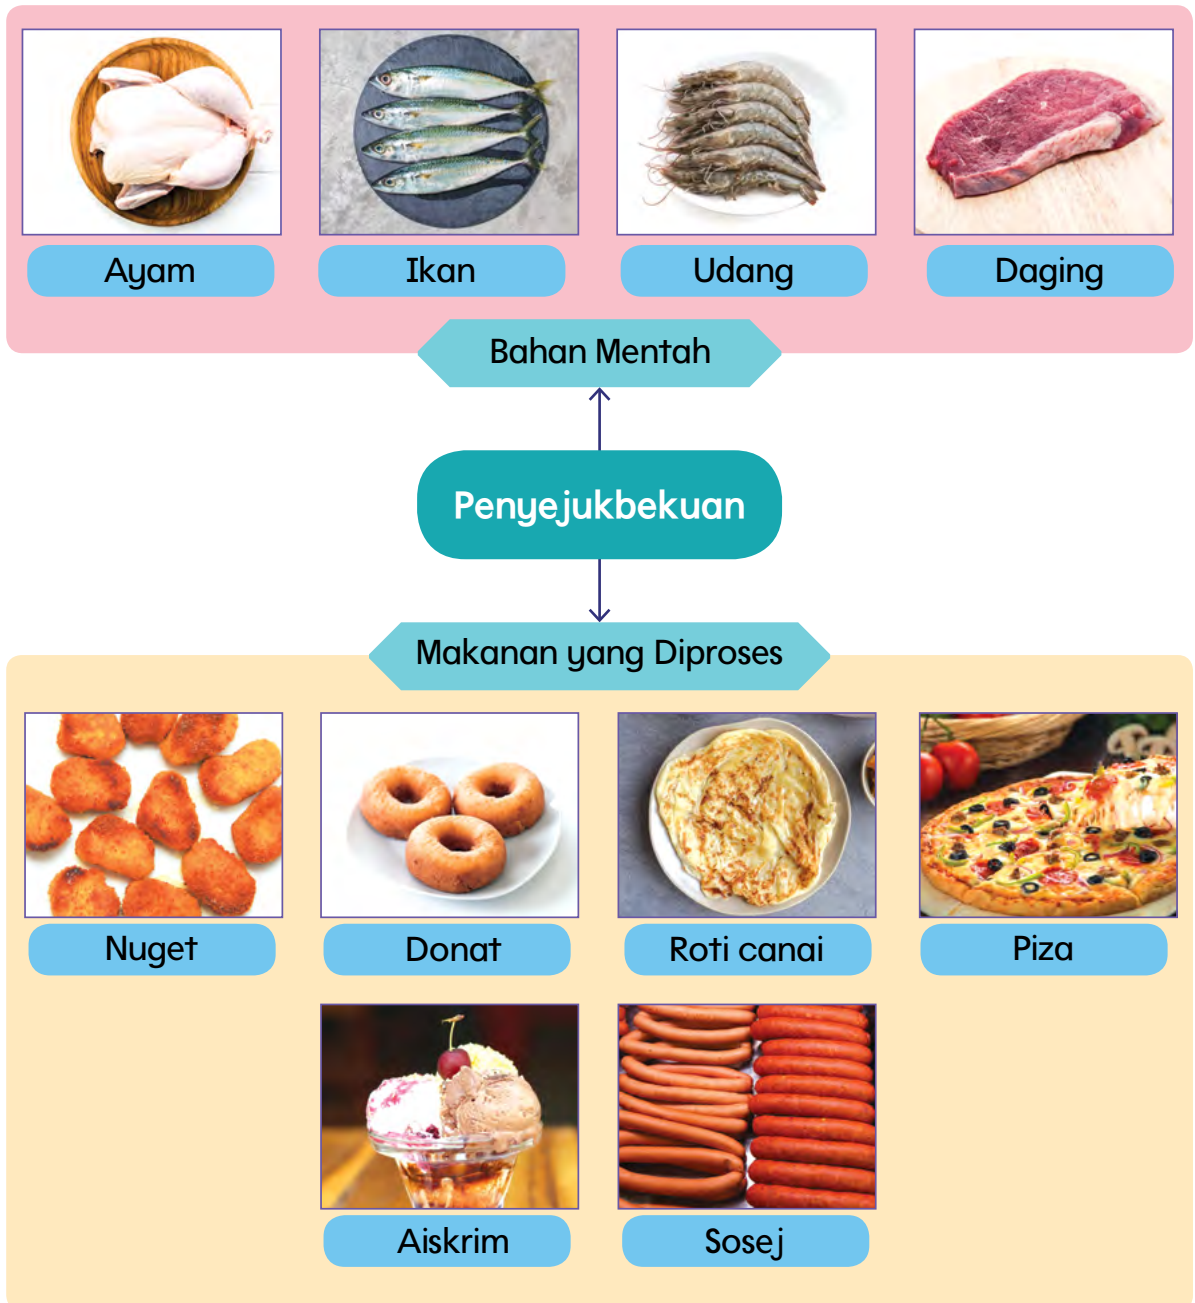 Ayam
Ikan
Udang
Daging
Bahan Mentah
Penyejukbekuan
Makanan yang Diproses
Nuget
Donat
Roti canai
Piza
Aiskrim
Sosej